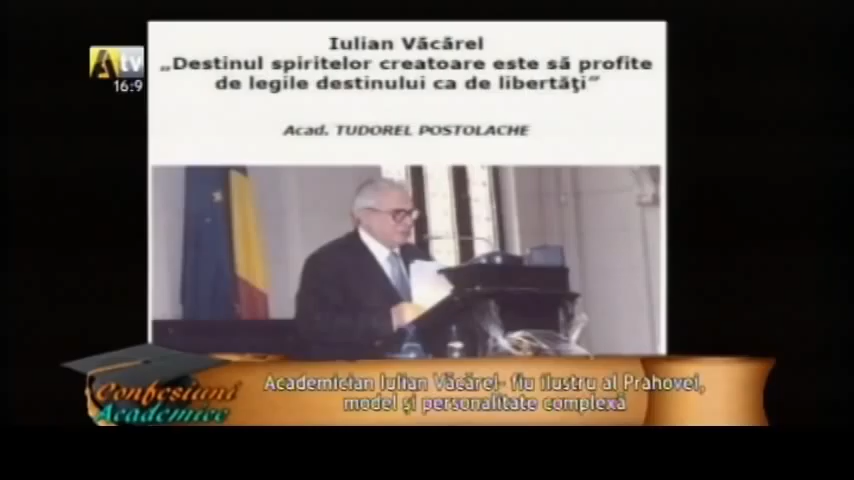 Iulian Văcărel
„Destinul spiritelor creatoare este să profite
de legile destinului ca de libertăţi”
Acad. TUDOREL POSTOLACHE
Atv
16:9
Academician Iulian Văcărel- fiu ilustru al Prahovei,
model și personalitate complexă
Confesiuni
Academice